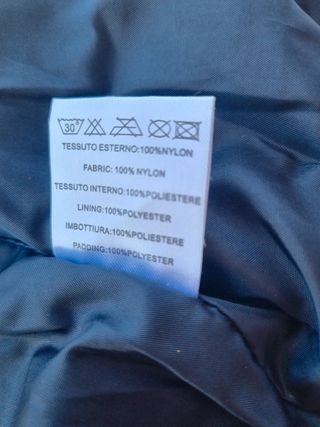 30°
TESSUTO ESTERNO:100%NYLON
FABRIC: 100% NYLON
TESSUTO INTERNO:100%POLIESTERE
LINING:100%POLYESTER
IMBOTTIURA:100%POLIESTERE
PADDING:100%POLYESTER